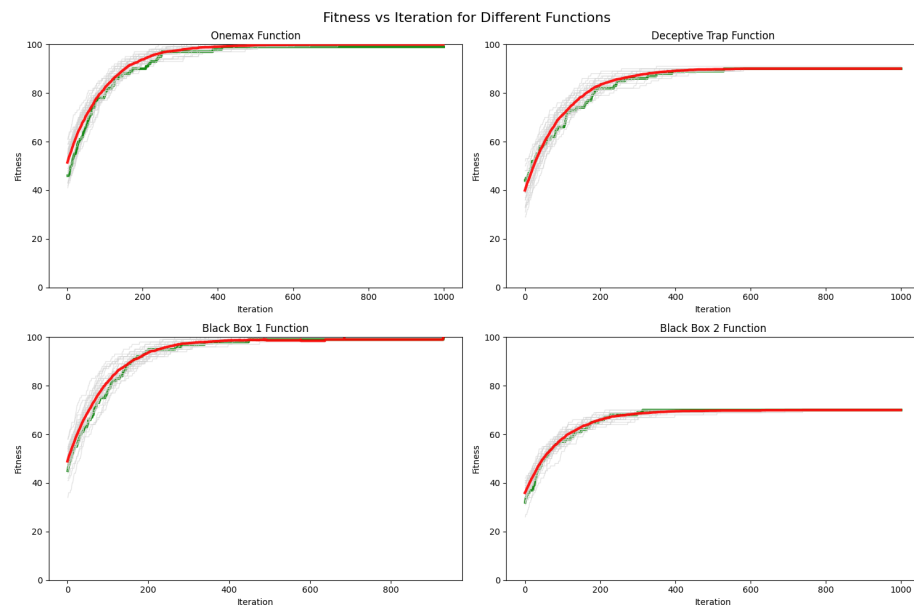 Fitness vs Iteration for Different Functions
Onemax Function
100
80
60
40
20
0
Fitness
0 200 400 600 800 1000
Iteration
Deceptive Trap Function
100
80
60
40
20
0
Fitness
0 200 400 600 800 1000
Iteration
Black Box 1 Function
100
80
60
40
20
0
Fitness
0 200 400 600 800
Iteration
Black Box 2 Function
100
80
60
40
20
0
Fitness
0 200 400 600 800 1000
Iteration